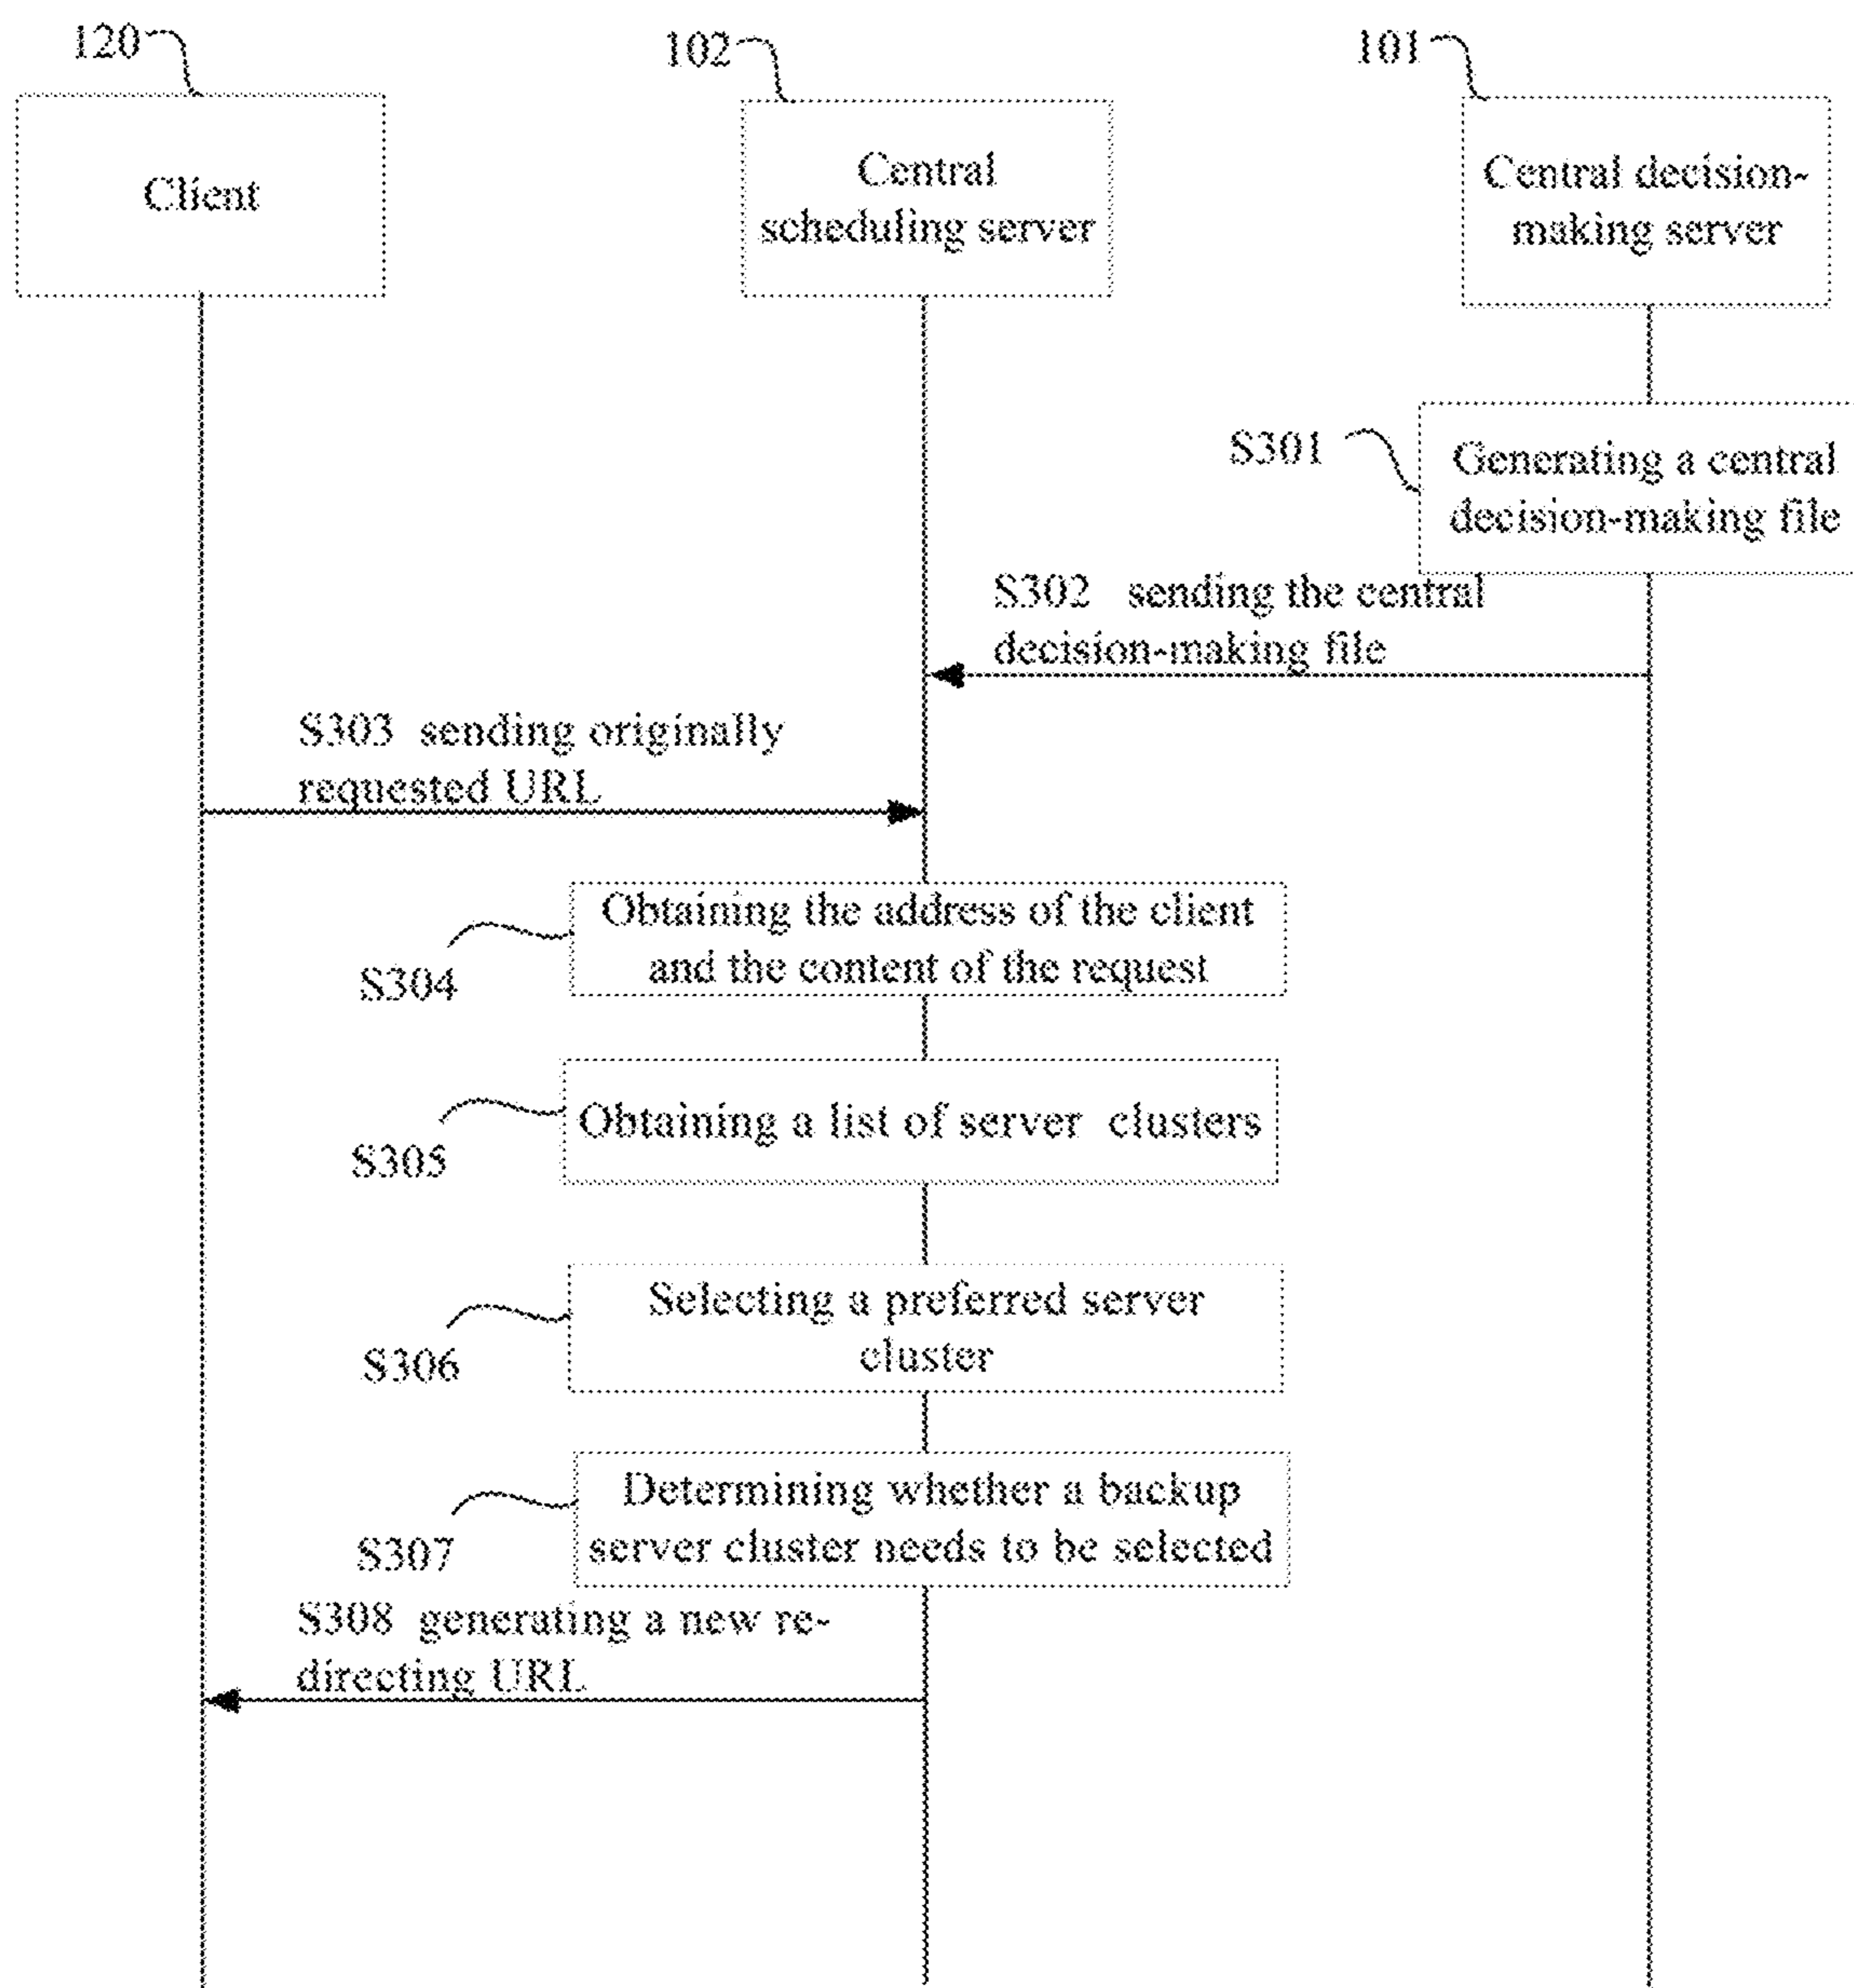 120
102
101
Client
Central
scheduling server
Central decision-
making server
S301
Generating a central
decision-making file
S302 sending the central
decision-making file
S303 sending originally
requested URL
Obtaining the address of the client
and the content of the request
S304
Obtaining a list of server clusters
S305
Selecting a preferred server
cluster
S306
Determining whether a backup
server cluster needs to be selected
S307
S308 generating a new re-
directing URL